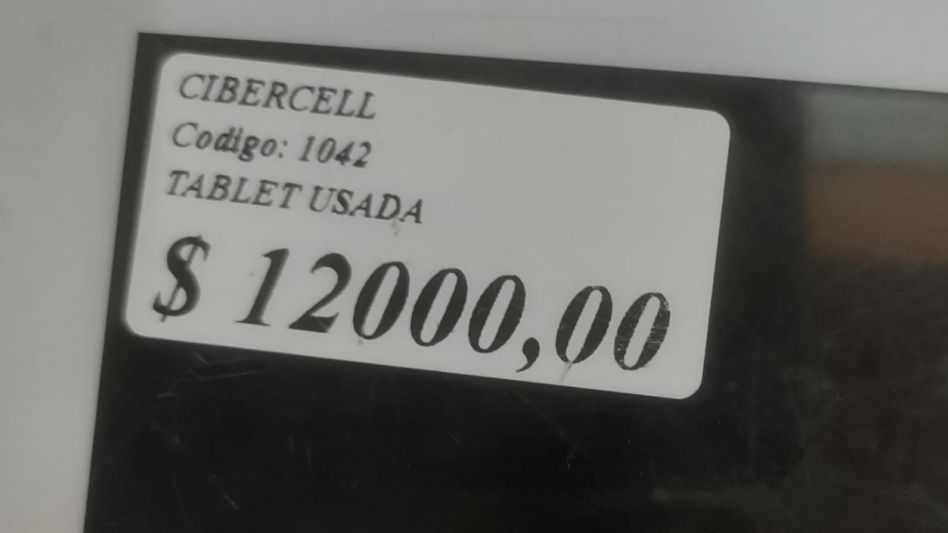 CIBERCELL
Codigo: 1042
TABLET USADA
$ 12000,00